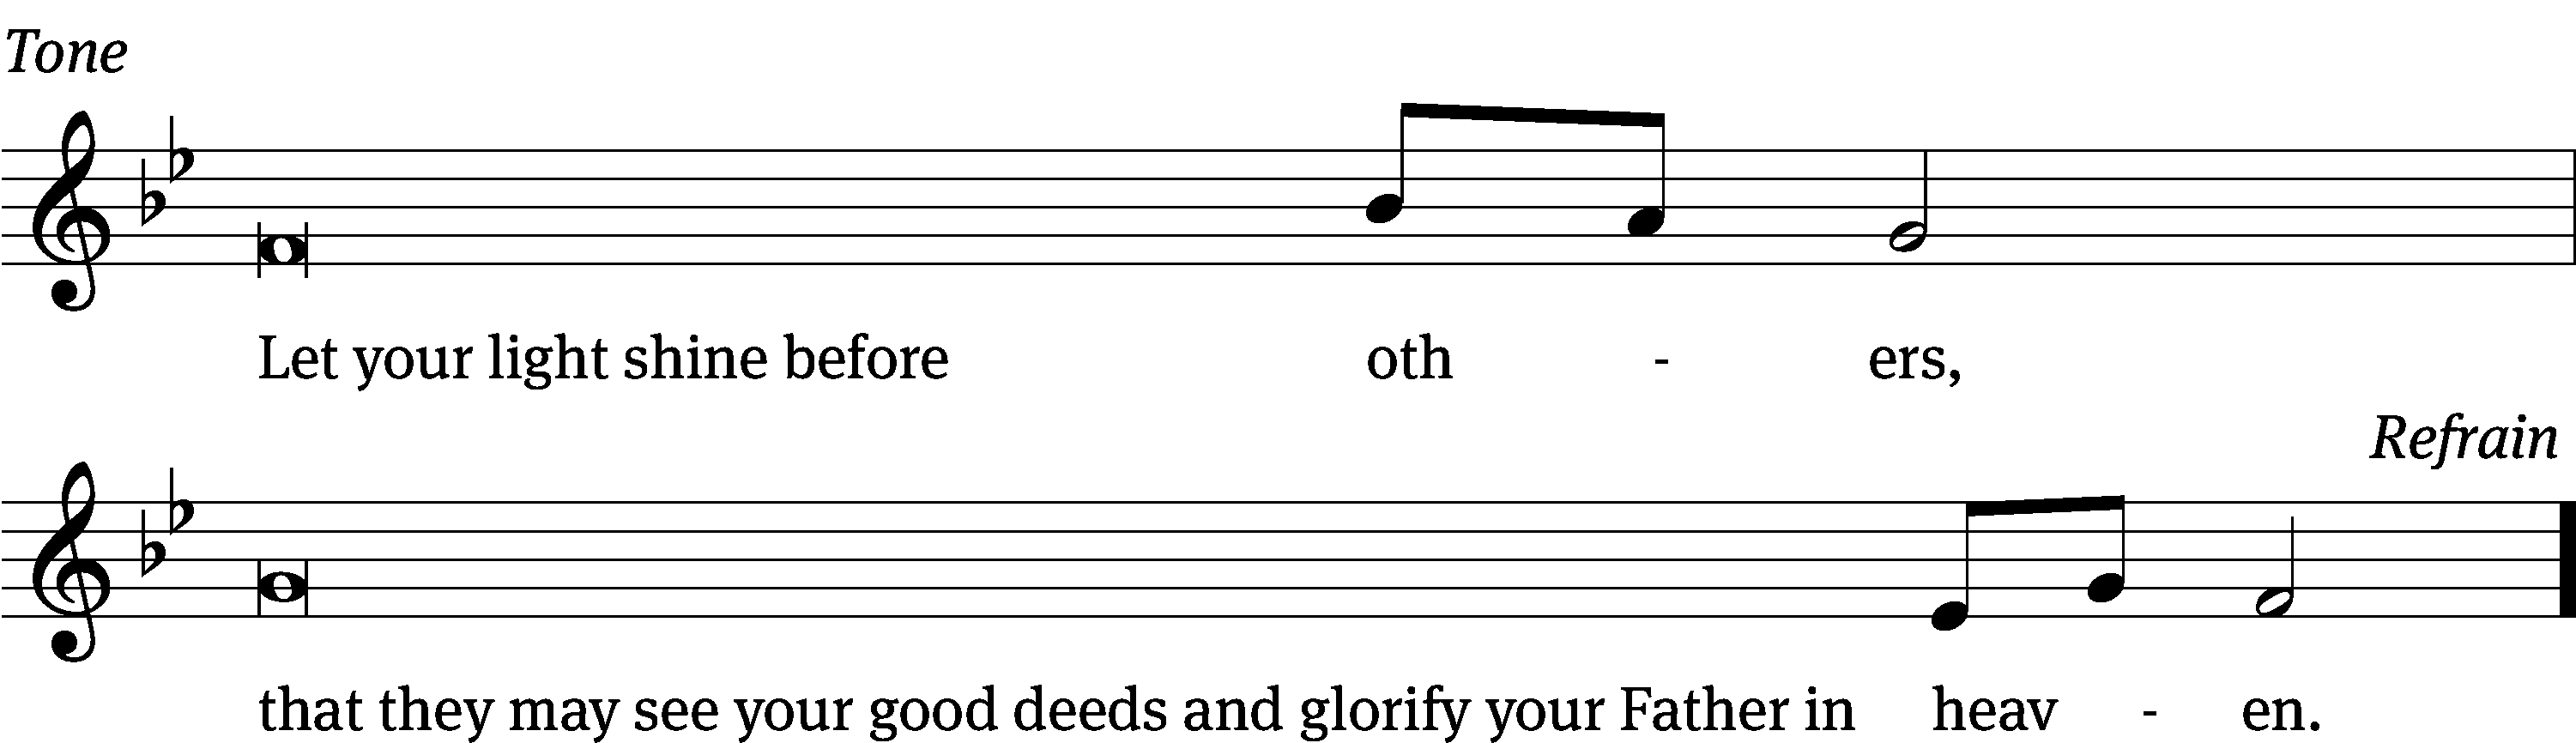 Tone
Let your light shine before oth - ers,
Refrain
that they may see your good deeds and glorify your Father in heav - en.